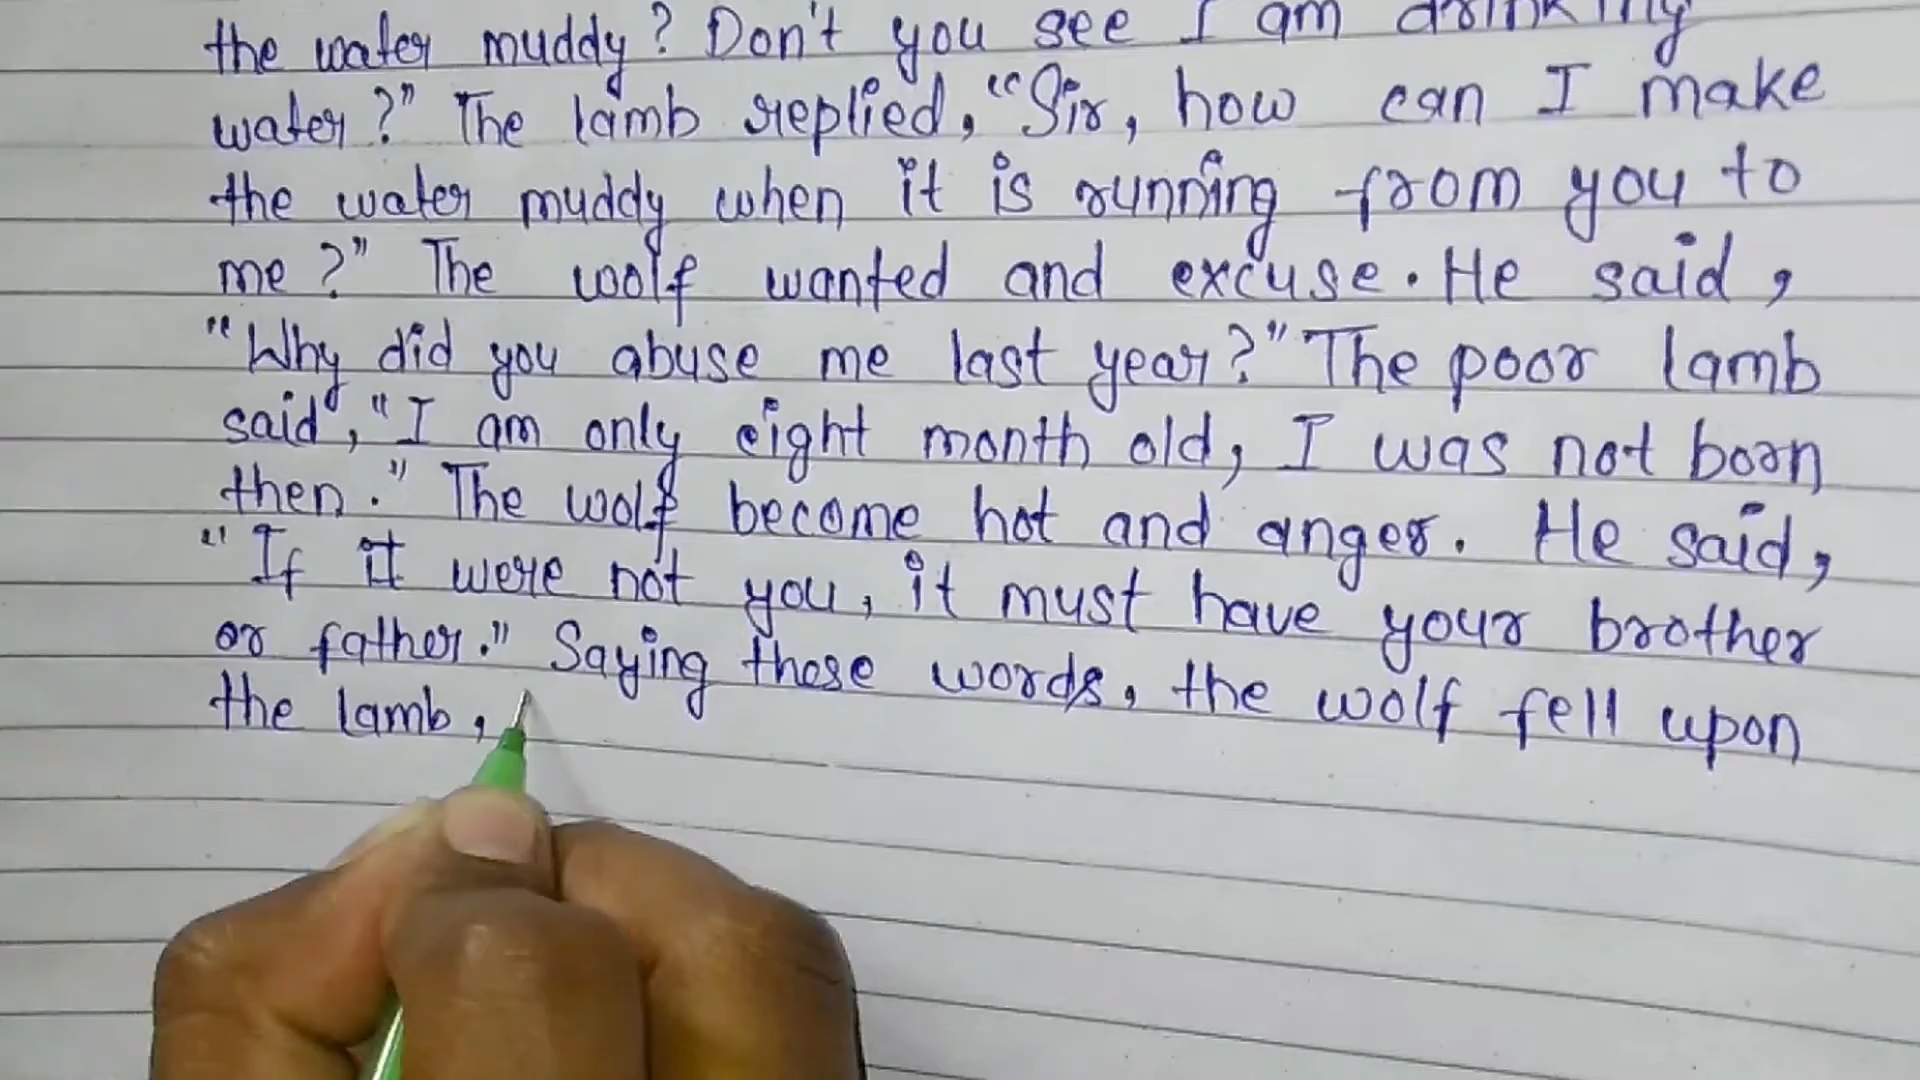 the water muddy? Don't you see I am drinking
water?" The lamb replied, "Sir, how can I make
the water muddy when it is running from you to
me?" The woolf wanted and excuse. He said,
"Why did you abuse me last year?" The poor lamb
said, "I am only eight month old, I was not born
then." The wolf become hot and anger. He said,
"If it were not you, it must have your brother
or father." Saying these words, the wolf fell upon
the lamb,